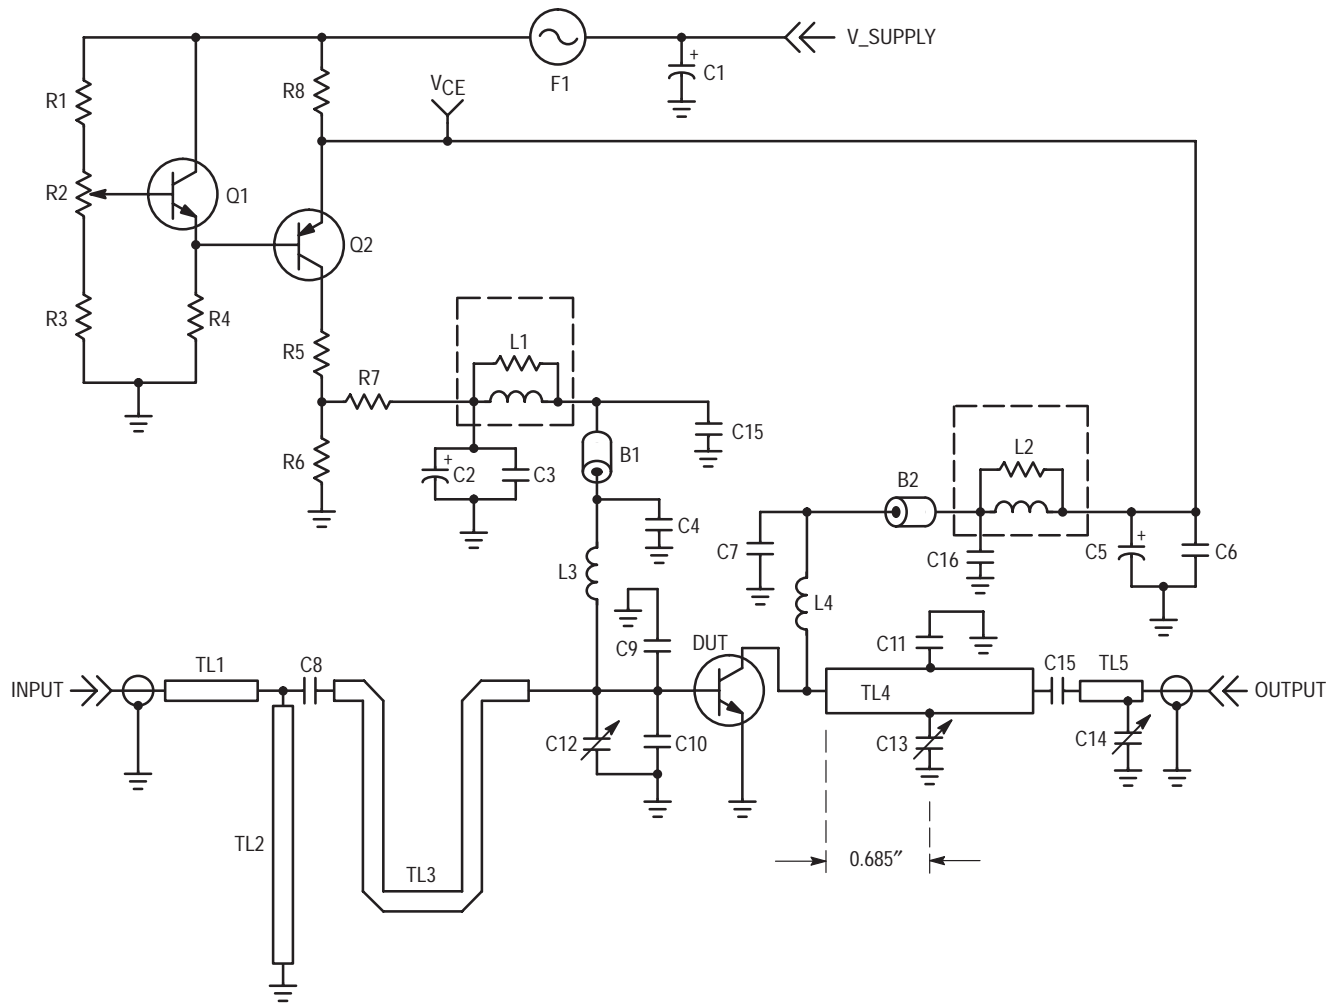 V_SUPPLY
F1
C1
R1
R8
VCE
R2
Q1
Q2
R3
R4
R5
L1
R7
C15
R6
B1
C2
C3
L2
B2
C4
C7
C16
C5
C6
L3
L4
C9
DUT
C11
INPUT
TL1
C8
TL4
C15
TL5
OUTPUT
C12
C10
C13
C14
TL2
TL3
0.685″